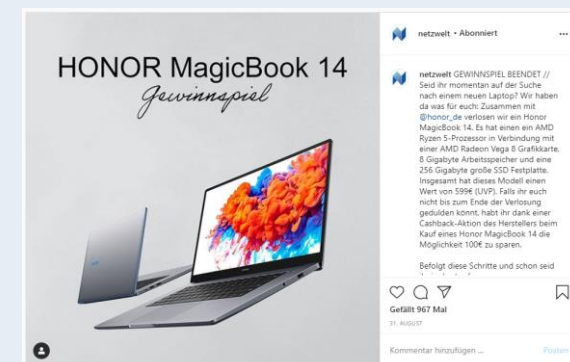 HONOR MagicBook 14
Gewinnspiel
netzwelt • Abonniert
netzwelt GEWINNSPIEL BEENDET //
Seid ihr momentan auf der Suche
nach einem neuen Laptop? Wir haben
da was für euch: Zusammen mit
@honor_de verlosen wir ein Honor
MagicBook 14. Es hat einen ein AMD
Ryzen 5-Prozessor in Verbindung mit
einer AMD Radeon Vega 8 Grafikkarte,
8 Gigabyte Arbeitsspeicher und eine
256 Gigabyte große SSD Festplatte.
Insgesamt hat dieses Modell einen
Wert von 599€ (UVP). Falls ihr euch
nicht bis zum Ende der Verlosung
gedulden könnt, habt ihr dank einer
Cashback-Aktion des Herstellers beim
Kauf eines Honor MagicBook 14 die
Möglichkeit 100€ zu sparen.
Befolgt diese Schritte und schon seid
Gefällt 967 Mal
31. AUGUST
Kommentar hinzufügen ...
Posten